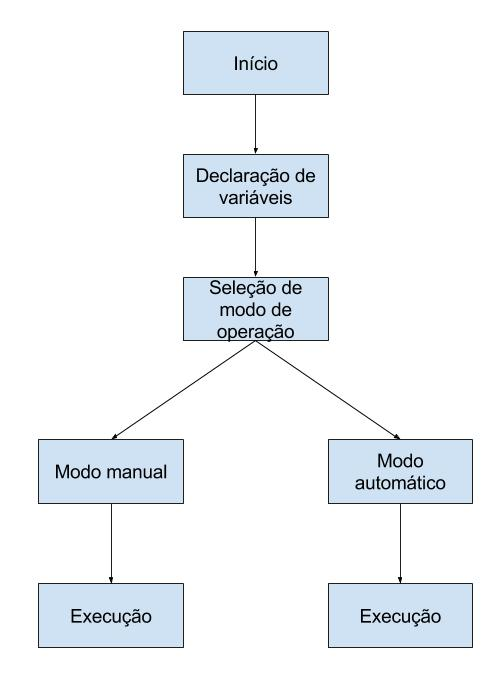 Início
Declaração de
variáveis
Seleção de
modo de
operação
Modo manual
Modo
automático
Execução
Execução